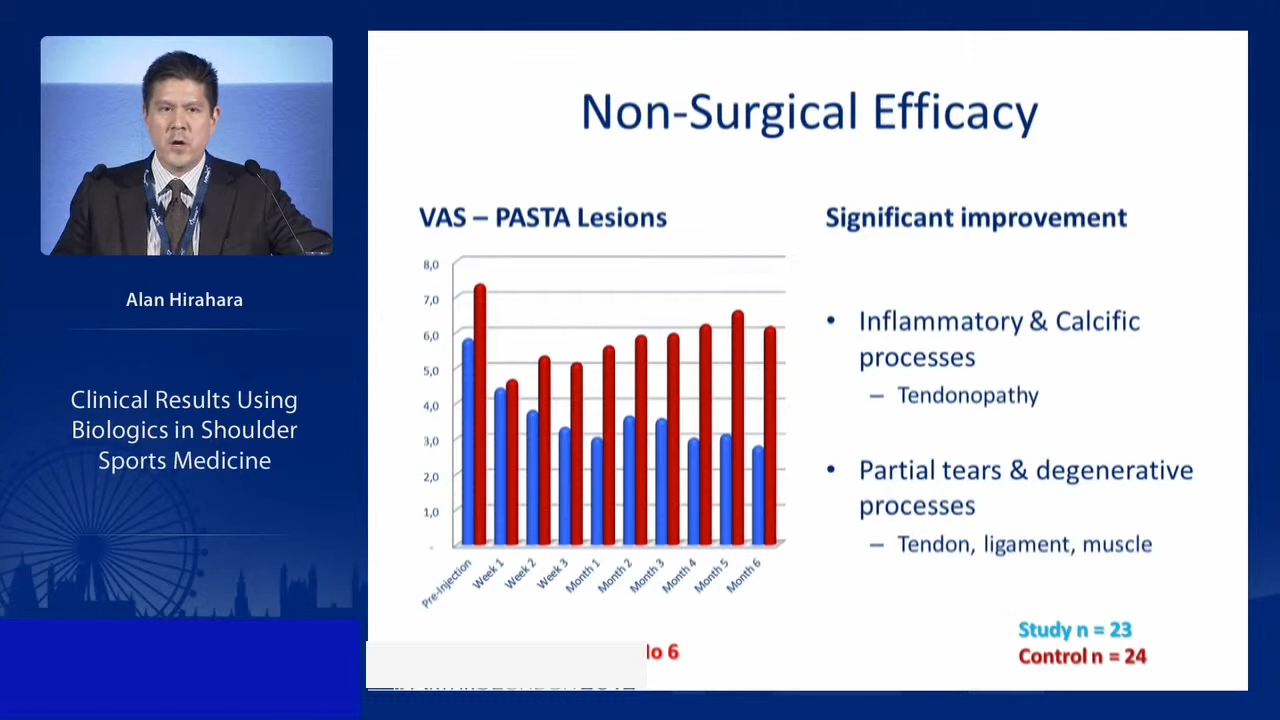 Alan Hirahara
Clinical Results Using
Biologics in Shoulder
Sports Medicine
Non-Surgical Efficacy
VAS – PASTA Lesions
8,0
7,0
6,0
5,0
4,0
3,0
2,0
1,0
-
Pre-Injection
Week 1
Week 2
Week 3
Month 1
Month 2
Month 3
Month 4
Month 5
Month 6
Significant improvement
• Inflammatory & Calcific
processes
– Tendonopathy
• Partial tears & degenerative
processes
– Tendon, ligament, muscle
Study n = 23
Control n = 24
6